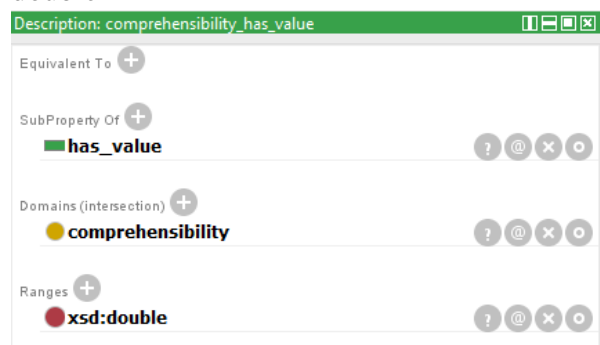 Description: comprehensibility_has_value
Equivalent To
SubProperty Of
has_value
Domains (intersection)
comprehensibility
Ranges
xsd:double